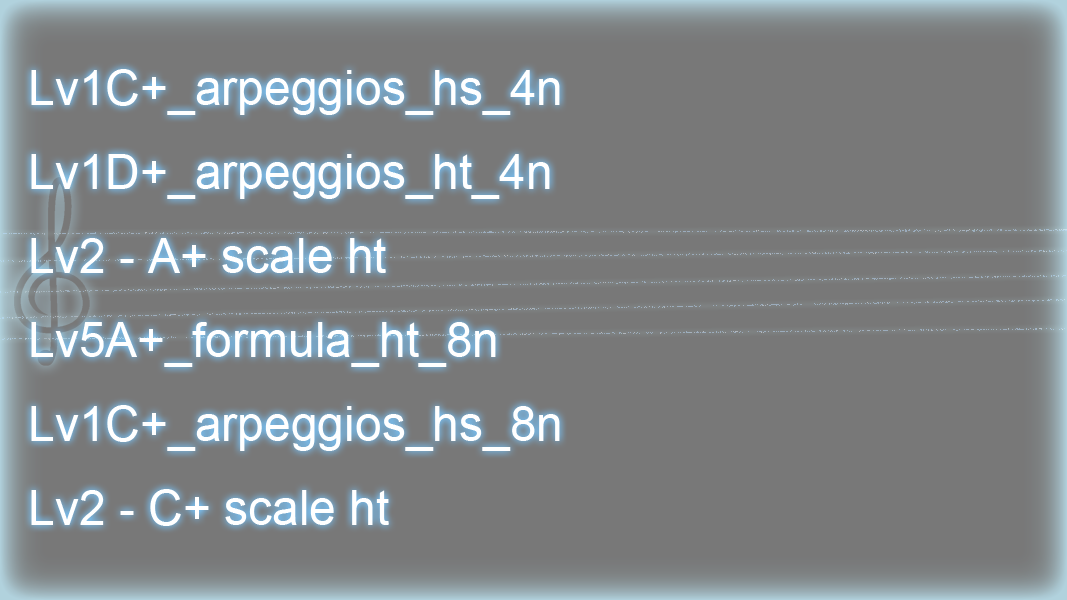 Lv1C+_arpeggios_hs_4n
Lv1D+_arpeggios_ht_4n
Lv2 - A+ scale ht
Lv5A+_formula_ht_8n
Lv1C+_arpeggios_hs_8n
Lv2 - C+ scale ht